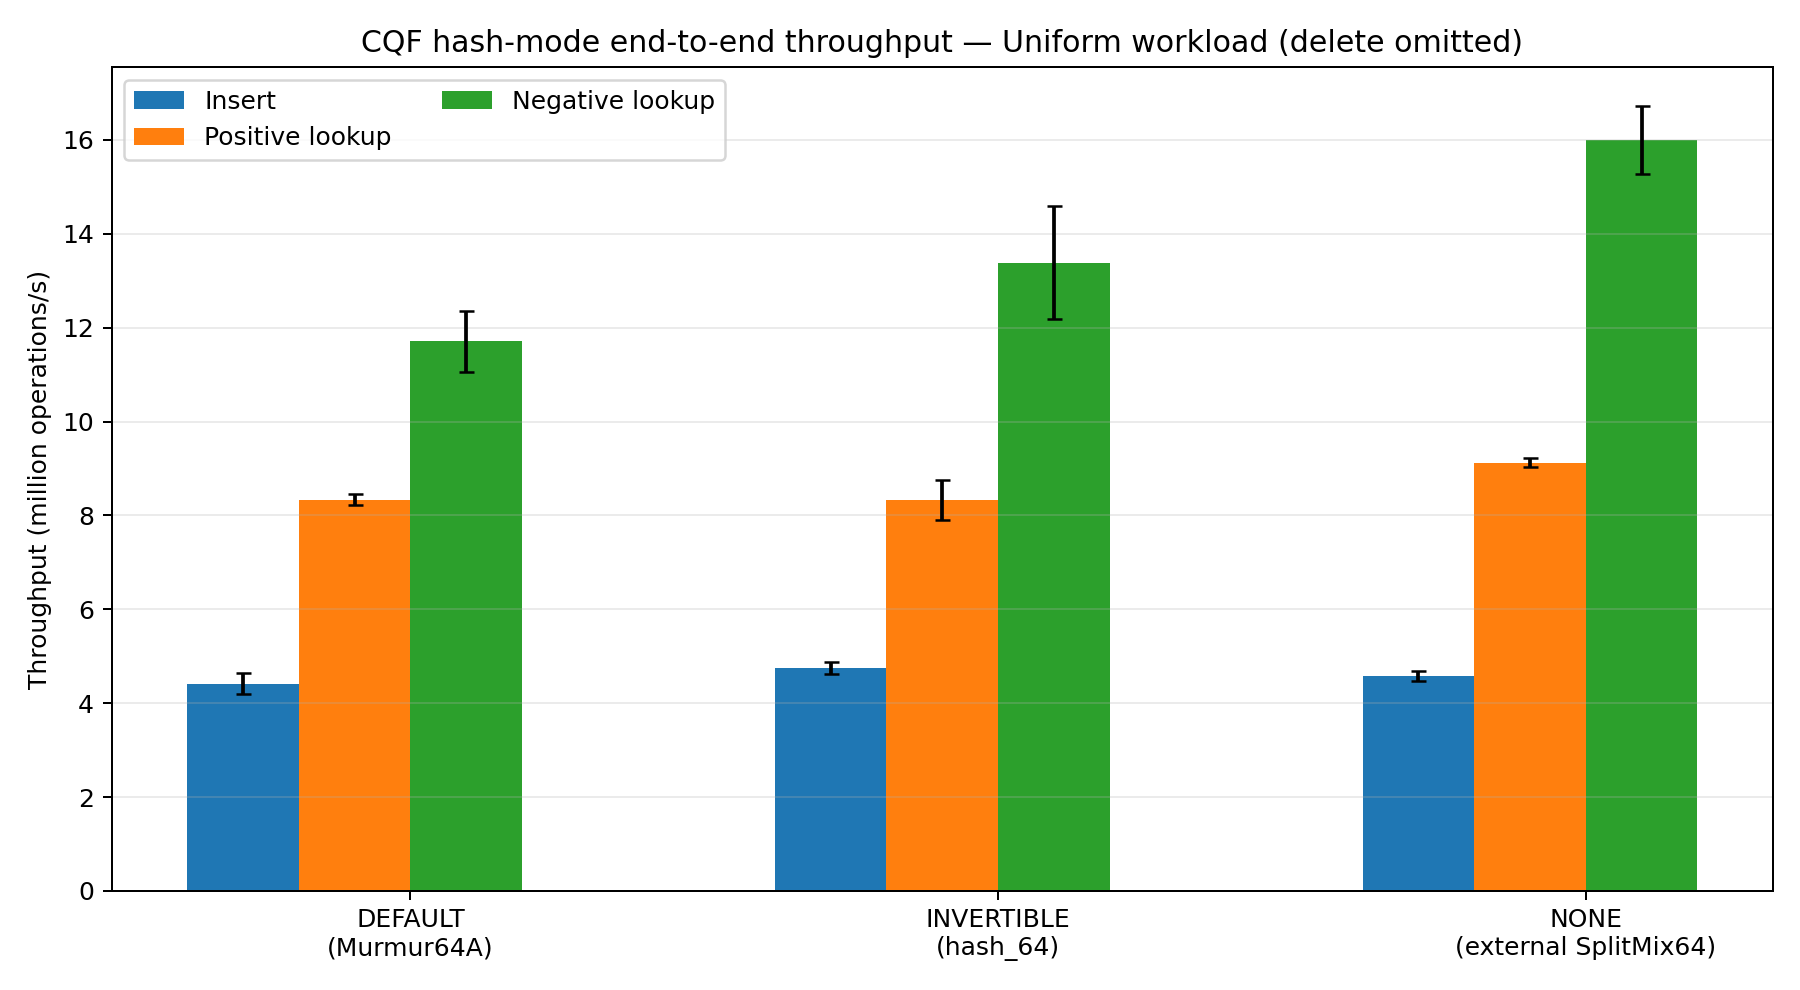 CQF hash-mode end-to-end throughput — Uniform workload (delete omitted)
Insert
Positive lookup
Negative lookup
Throughput (million operations/s)
16
14
12
10
8
6
4
2
0
DEFAULT
(Murmur64A)
INVERTIBLE
(hash_64)
NONE
(external SplitMix64)